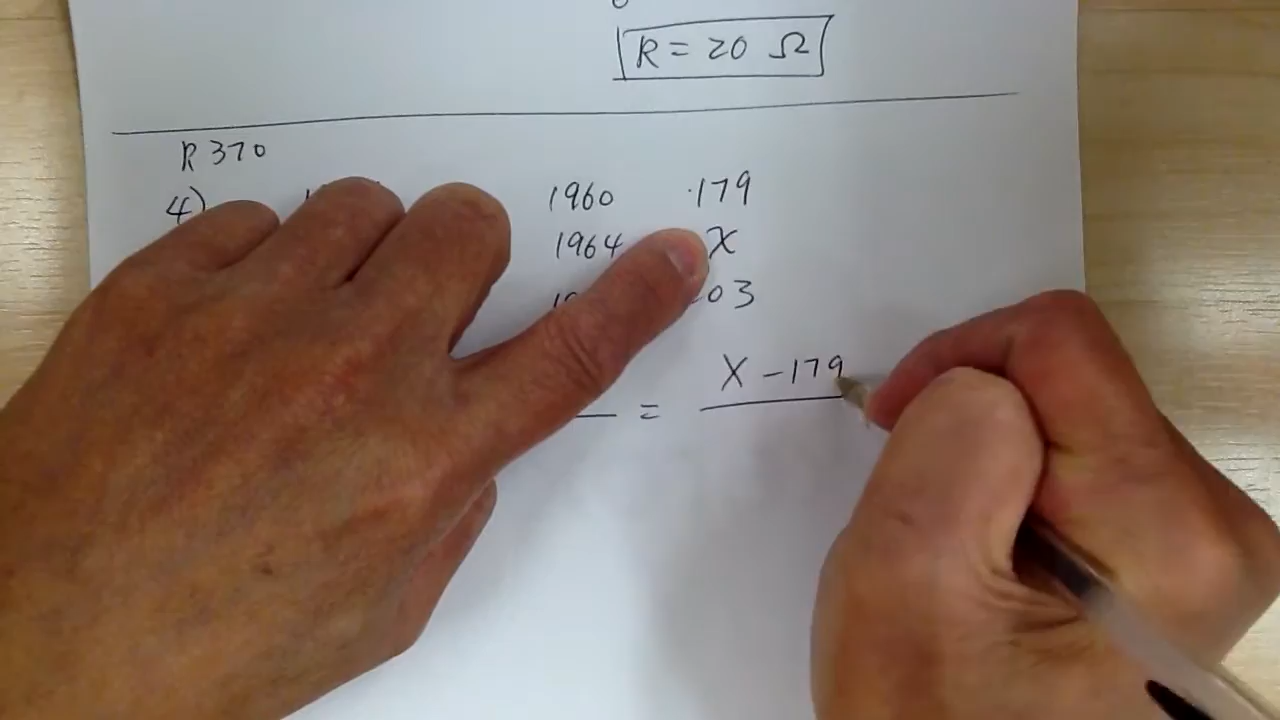 R = 20 Ω
R 370
4) 1960 179
1964 X
03
= X - 179